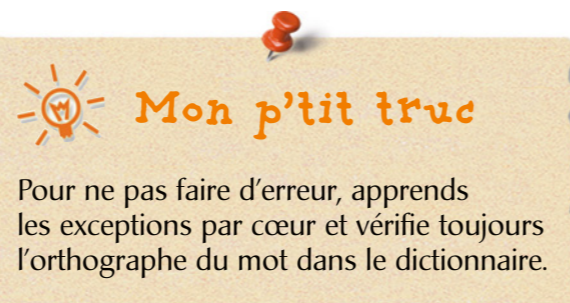 Mon p'tit truc
Pour ne pas faire d'erreur, apprends
les exceptions par cœur et vérifie toujours
l'orthographe du mot dans le dictionnaire.